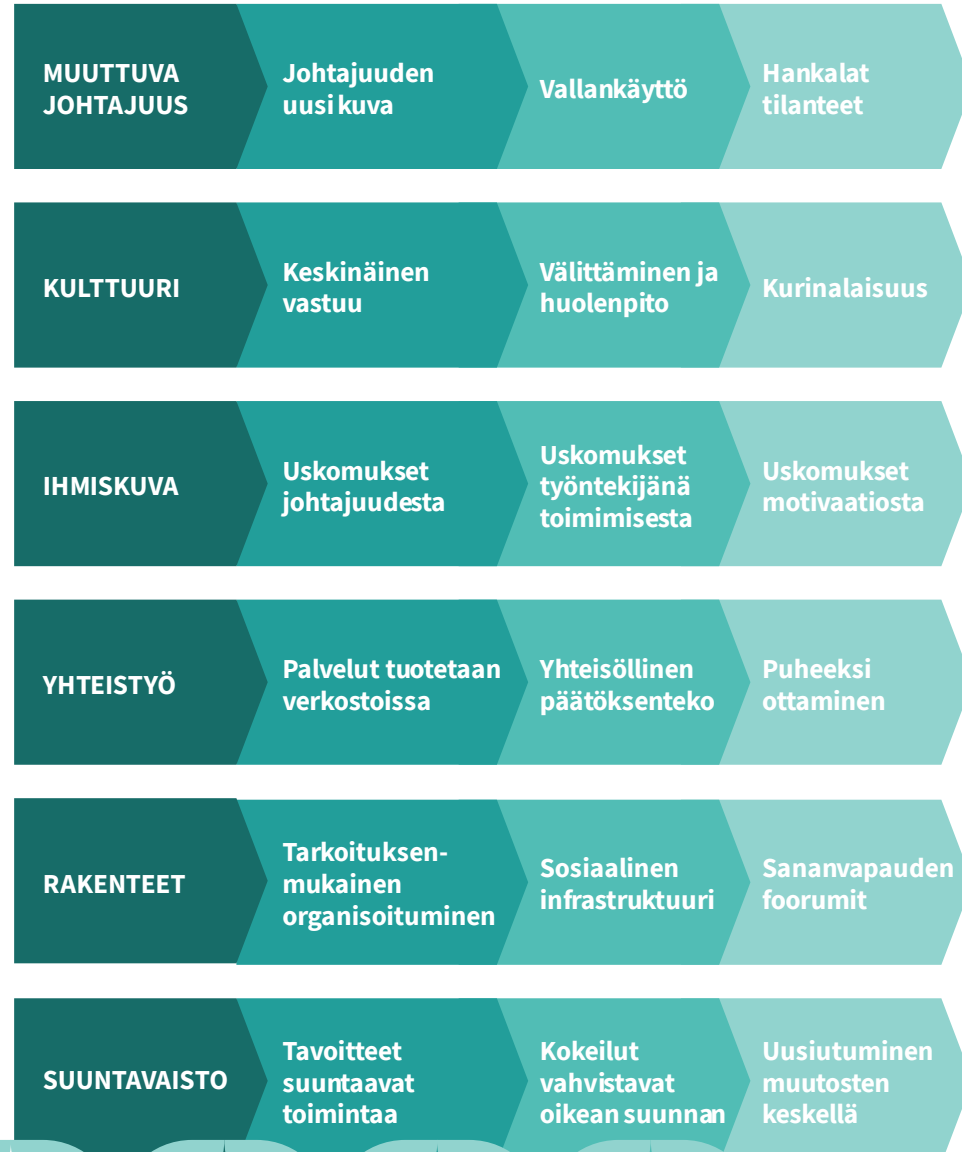 MUUTTUVA
JOHTAJUUS
Johtajuuden
uusi kuva
Vallankäyttö
Hankalat
tilanteet
KULTTUURI
Keskinäinen
vastuu
Välittäminen ja
huolenpito
Kurinalaisuus
IHMISKUVA
Uskomukset
johtajuudesta
Uskomukset
työntekijänä
toimimisesta
Uskomukset
motivaatiosta
YHTEISTYÖ
Palvelut tuotetaan
verkostoissa
Yhteisöllinen
päätöksenteko
Puheeksi
ottaminen
RAKENTEET
Tarkoituksen-
mukainen
organisoituminen
Sosiaalinen
infrastruktuuri
Sananvapauden
foorumit
SUUNTAVAISTO
Tavoitteet
suuntaavat
toimintaa
Kokeilut
vahvistavat
oikean suunnan
Uusiutuminen
muutosten
keskellä